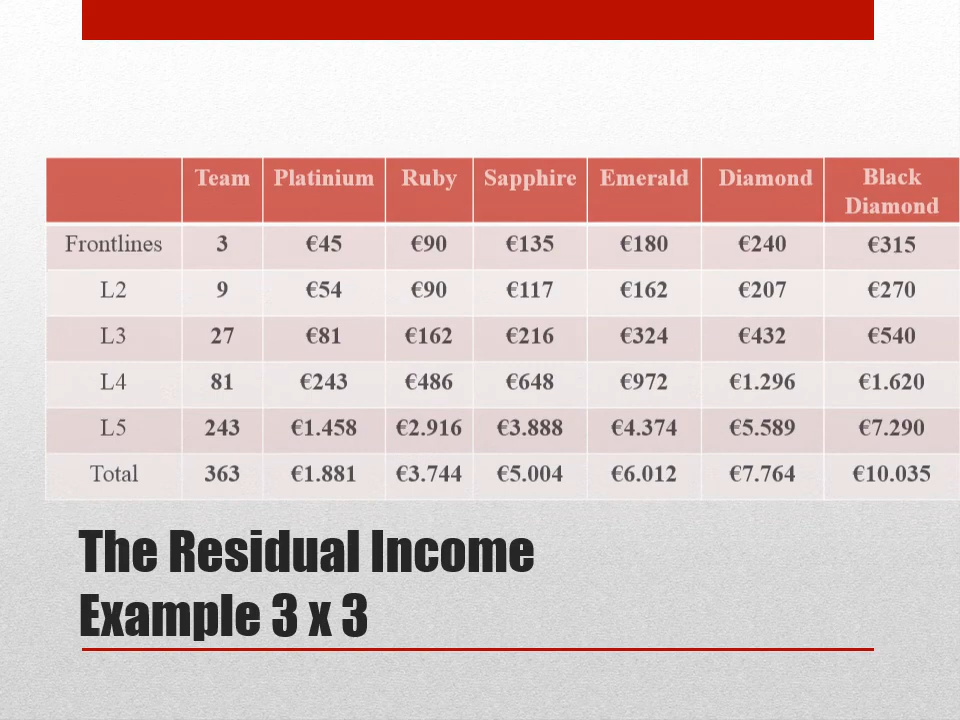 Team Platinium Ruby Sapphire Emerald Diamond Black Diamond
Frontlines 3 €45 €90 €135 €180 €240 €315
L2 9 €54 €90 €117 €162 €207 €270
L3 27 €81 €162 €216 €324 €432 €540
L4 81 €243 €486 €648 €972 €1.296 €1.620
L5 243 €1.458 €2.916 €3.888 €4.374 €5.589 €7.290
Total 363 €1.881 €3.744 €5.004 €6.012 €7.764 €10.035
The Residual Income
Example 3 x 3